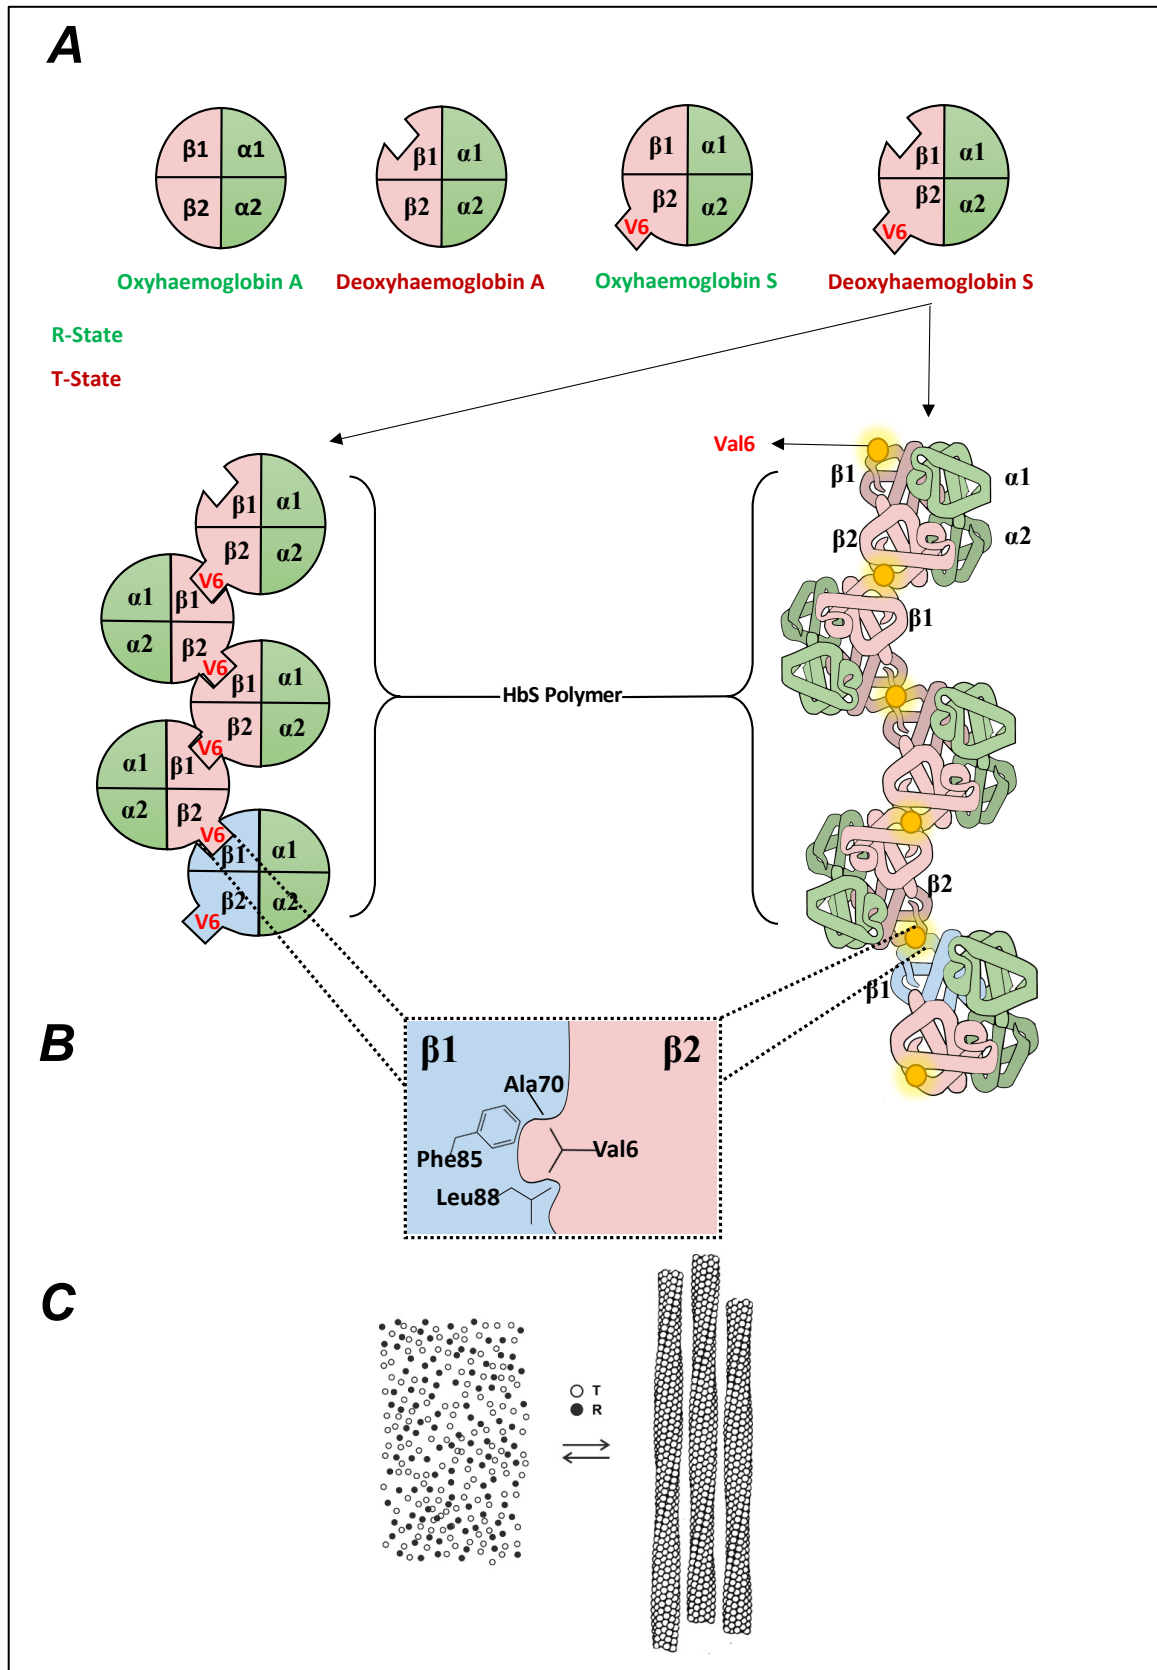 A
β1 α1
β2 α2
β1 α1
β2 α2
β1 α1
β2 α2
V6
β1 α1
β2 α2
V6
Oxyhaemoglobin A
Deoxyhaemoglobin A
Oxyhaemoglobin S
Deoxyhaemoglobin S
R-State
T-State
β1 α1
β2 α2
V6
α1 β1
α2 β2
V6
β1 α1
β2 α2
V6
α1 β1
α2 β2
V6
β1 α1
β2 α2
V6
HbS Polymer
Val6
β1 α1
β2 α2
β1
β2
β1
B
β1 β2
Ala70
Phe85
Val6
Leu88
C
T
R